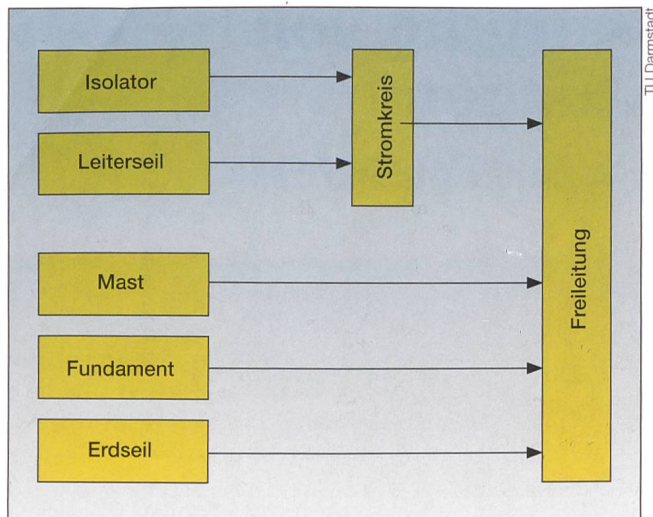 Isolator
Leiterseil
Stromkreis
Mast
Fundament
Erdseil
Freileitung
TU Darmstadt